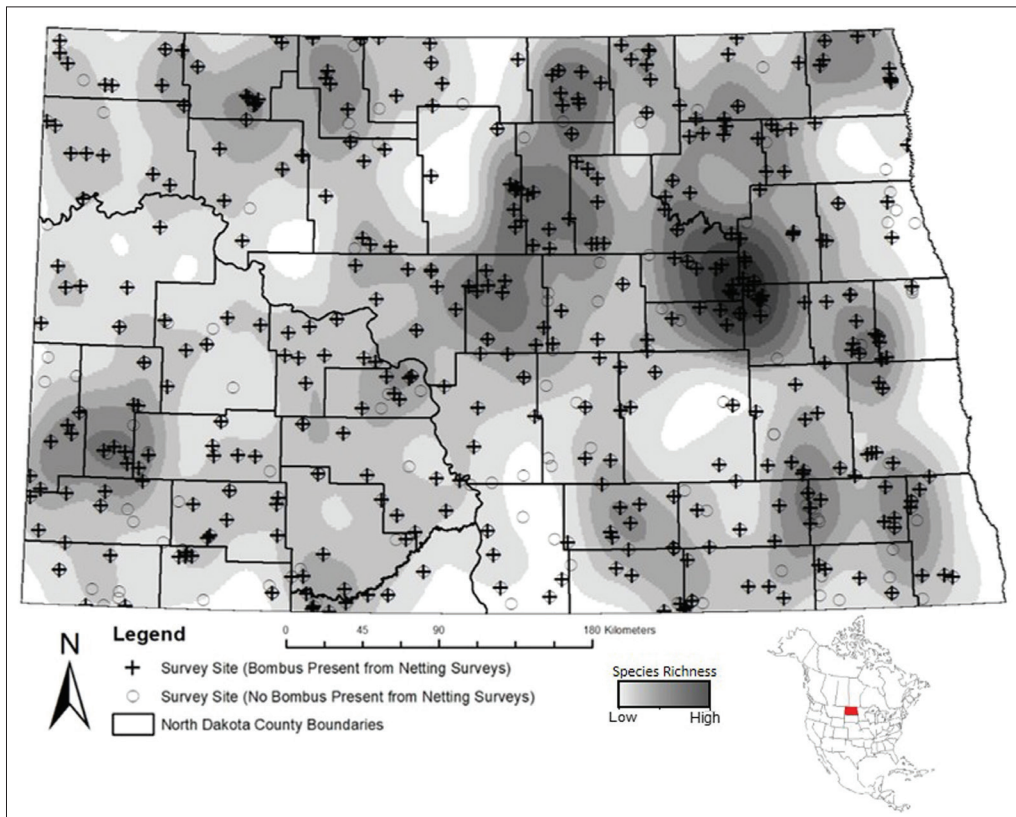 N
Legend
Survey Site (Bombus Present from Netting Surveys)
Survey Site (No Bombus Present from Netting Surveys)
North Dakota County Boundaries
0 45 90 180 Kilometers
Species Richness
Low High